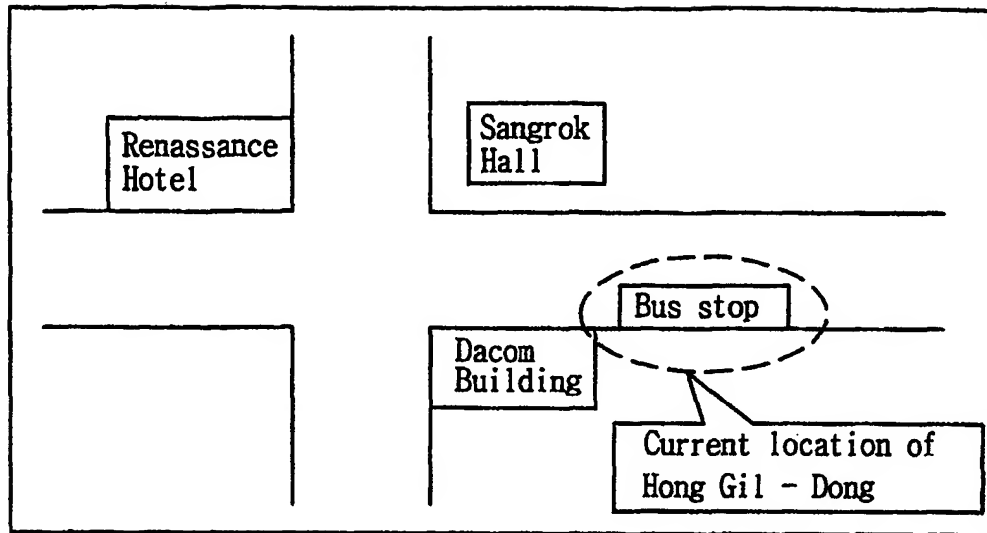 Renassance
Hotel
Sangrok
Hall
Bus stop
Dacom
Building
Current location of
Hong Gil - Dong